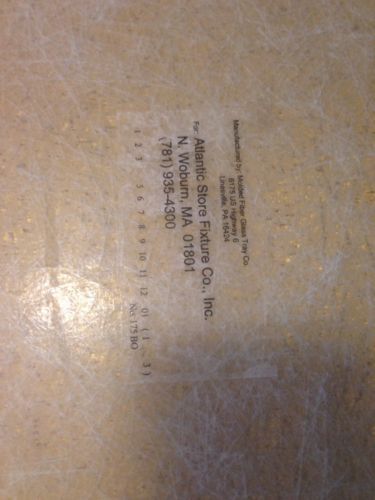 Manufactured by: Molded Fiber Glass Tray Co.
6175 US Highway 6
Linesville, PA 16424
For: Atlantic Store Fixture Co., Inc.
N. Woburn, MA 01801
(781) 935-4300
1 2 3 5 6 7 8 9 10 11 12 01 ( 1 3 )
No. 175 BO